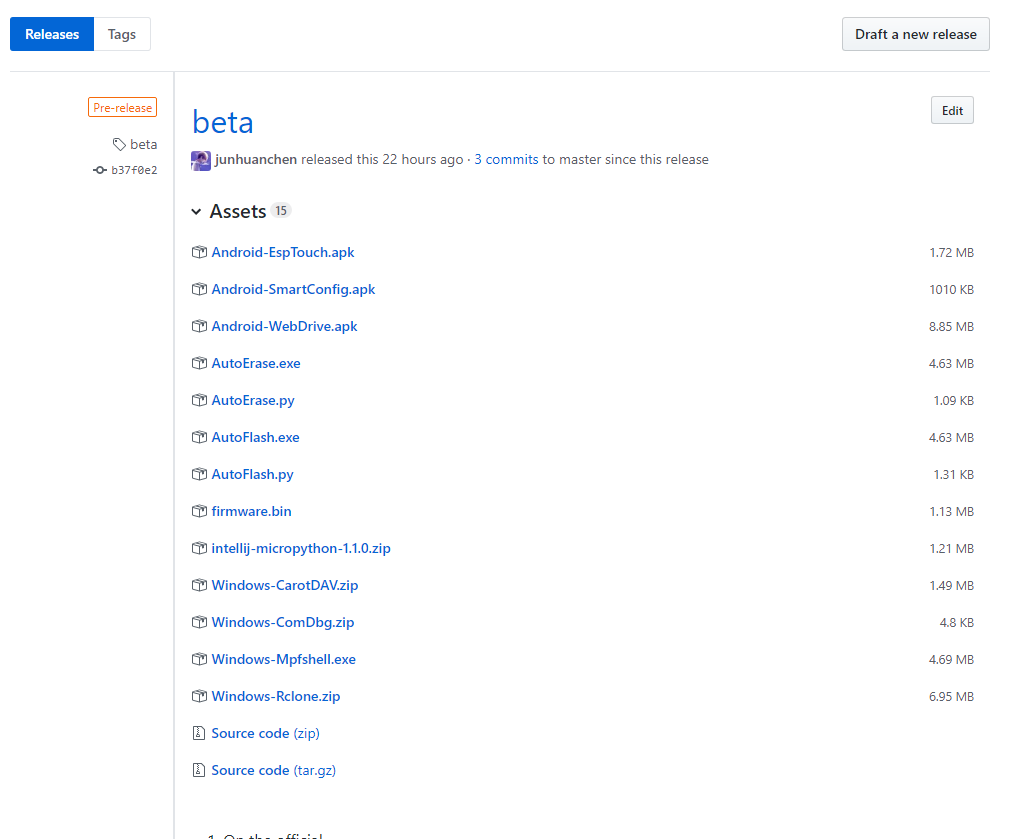 Releases Tags Draft a new release
Pre-release
beta
b37f0e2
beta
Edit
junhuanchen released this 22 hours ago · 3 commits to master since this release
Assets 15
Android-EspTouch.apk 1.72 MB
Android-SmartConfig.apk 1010 KB
Android-WebDrive.apk 8.85 MB
AutoErase.exe 4.63 MB
AutoErase.py 1.09 KB
AutoFlash.exe 4.63 MB
AutoFlash.py 1.31 KB
firmware.bin 1.13 MB
intellij-micropython-1.1.0.zip 1.21 MB
Windows-CarotDAV.zip 1.49 MB
Windows-ComDbg.zip 4.8 KB
Windows-Mpfshell.exe 4.69 MB
Windows-Rclone.zip 6.95 MB
Source code (zip)
Source code (tar.gz)
1. On the official